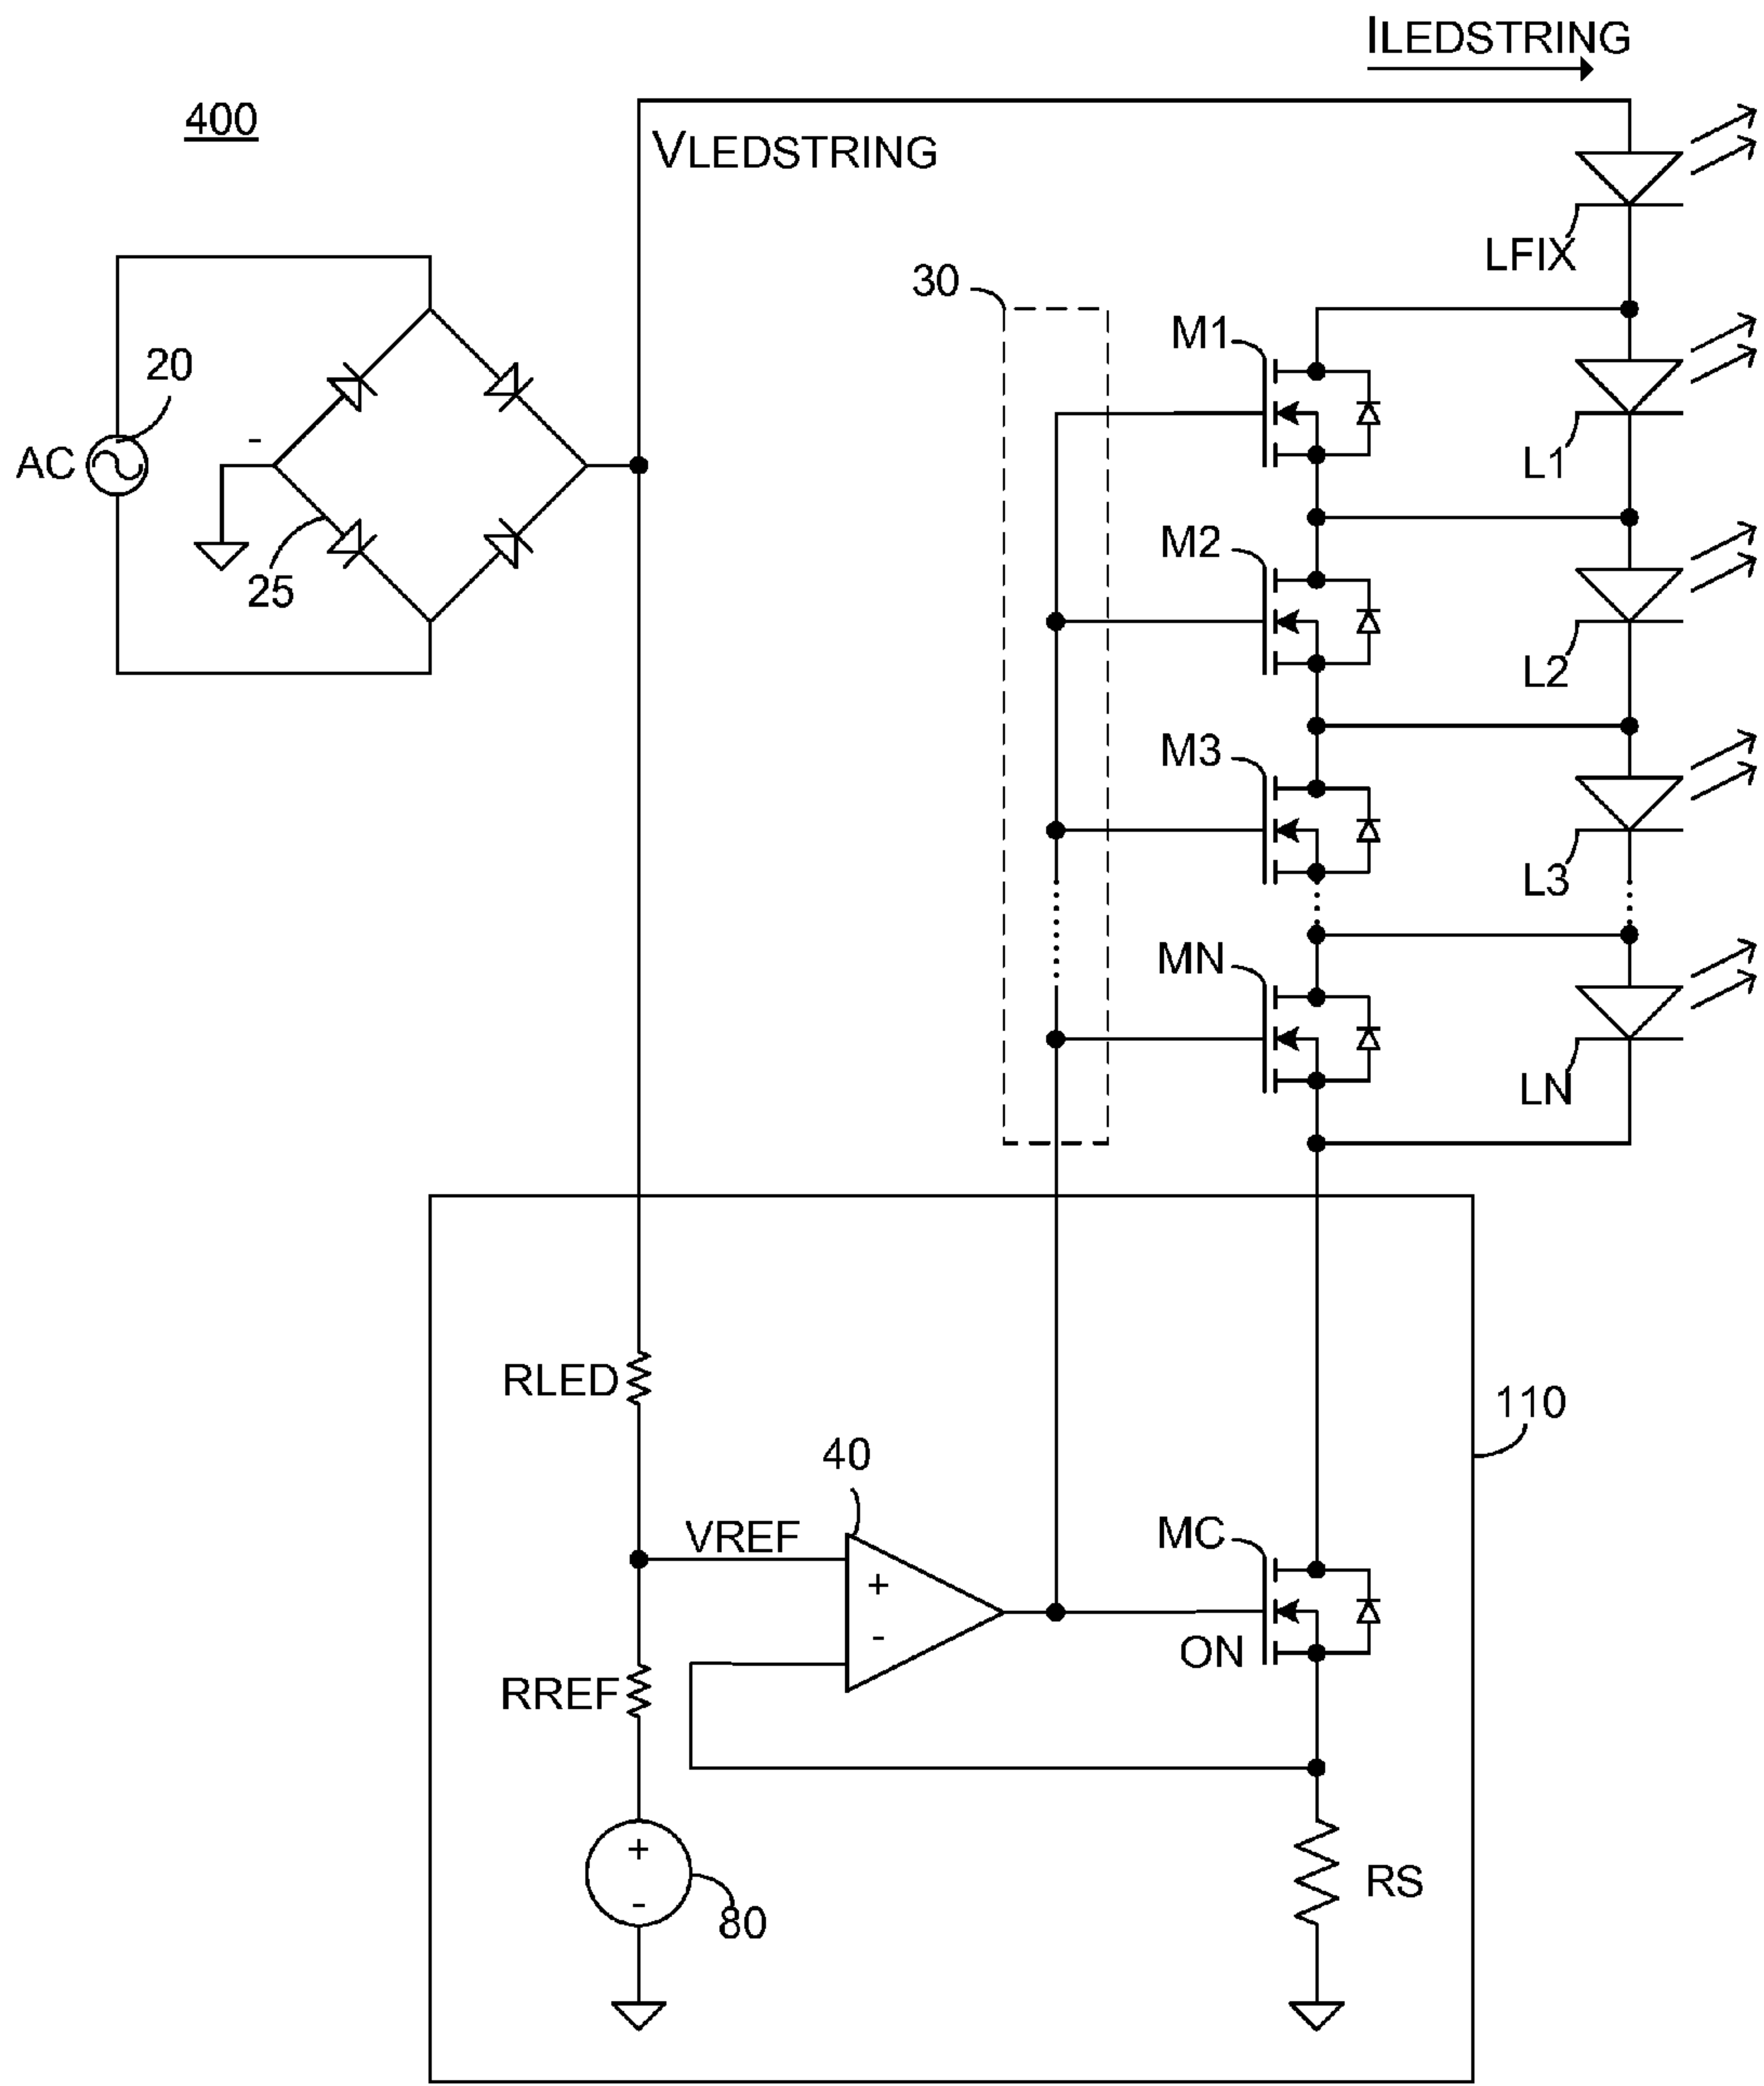 ILEDSTRING
400
VLEDSTRING
LFIX
30
M1
20
-
AC
L1
M2
25
L2
M3
L3
MN
LN
RLED
110
40
VREF
MC
+
-
ON
RREF
+
-
80
RS